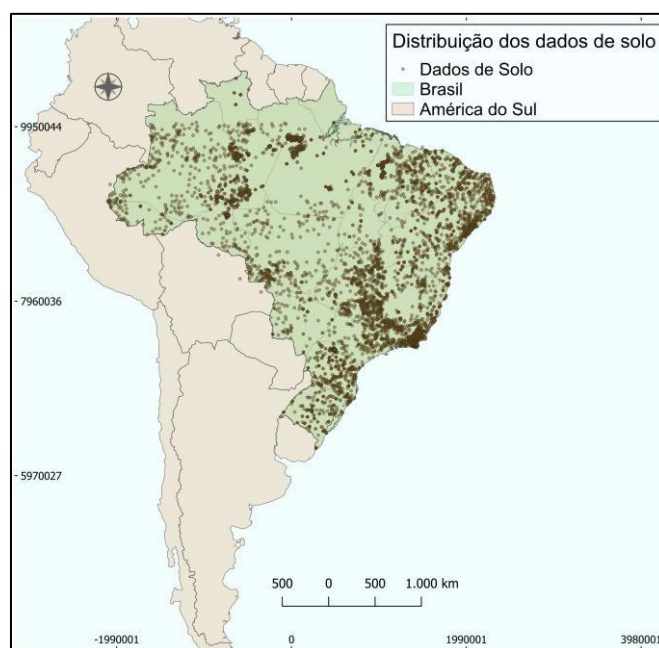 Distribuição dos dados de solo
Dados de Solo
Brasil
América do Sul
-9950044
-7960036
-5970027
500 0 500 1.000 km
-1990001 0 1990001 3980001